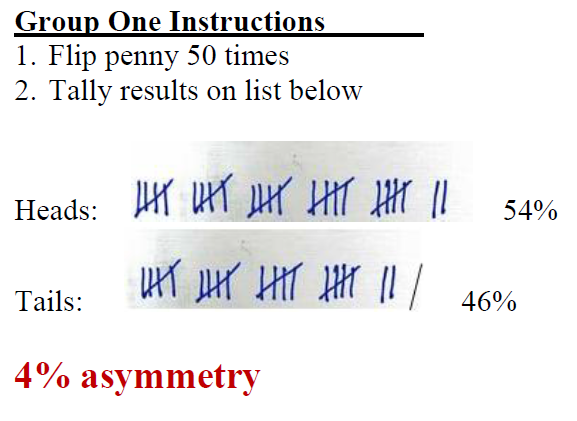 Group One Instructions
1. Flip penny 50 times
2. Tally results on list below
Heads: 54%
Tails: 46%
4% asymmetry